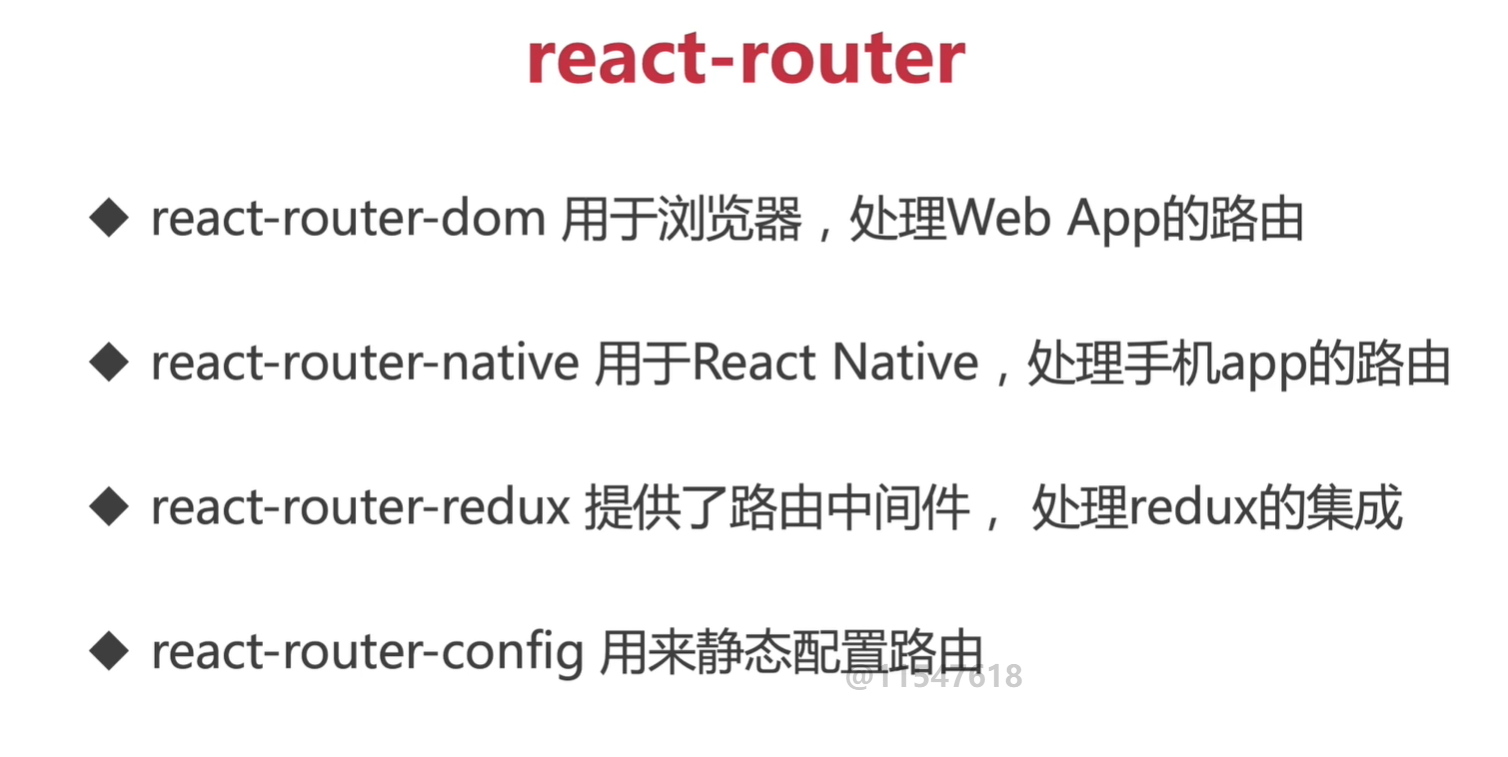 react-router
◆ react-router-dom 用于浏览器，处理Web App的路由
◆ react-router-native 用于React Native，处理手机app的路由
◆ react-router-redux 提供了路由中间件， 处理redux的集成
◆ react-router-config 用来静态配置路由
@11547618